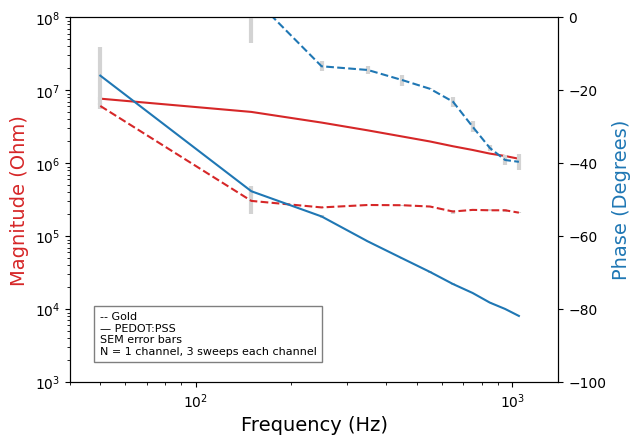 10^8
10^7
10^6
10^5
10^4
10^3
Magnitude (Ohm)
0
−20
−40
−60
−80
−100
Phase (Degrees)
-- Gold
— PEDOT:PSS
SEM error bars
N = 1 channel, 3 sweeps each channel
10^2
10^3
Frequency (Hz)